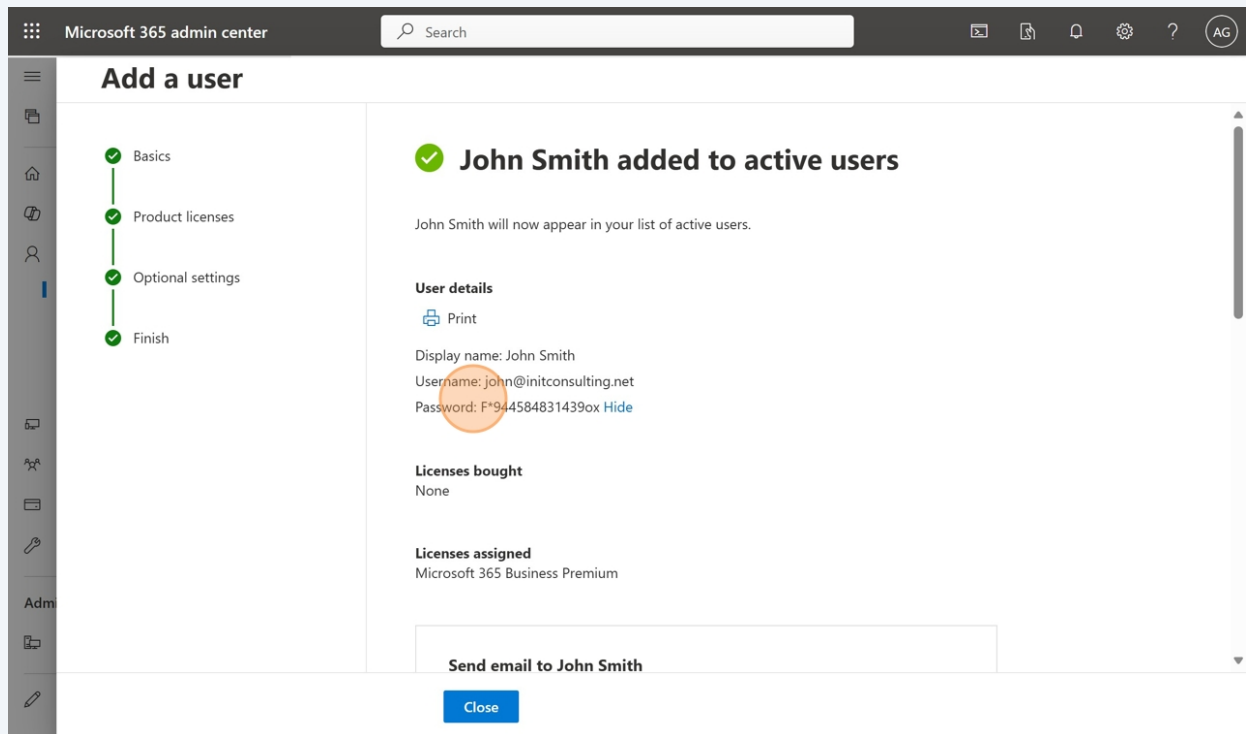 Microsoft 365 admin center
Search
AG
Add a user
Basics
Product licenses
Optional settings
Finish
John Smith added to active users
John Smith will now appear in your list of active users.
User details
Print
Display name: John Smith
Username: john@initconsulting.net
Password: F*944584831439ox Hide
Licenses bought
None
Licenses assigned
Microsoft 365 Business Premium
Send email to John Smith
Close
Admi